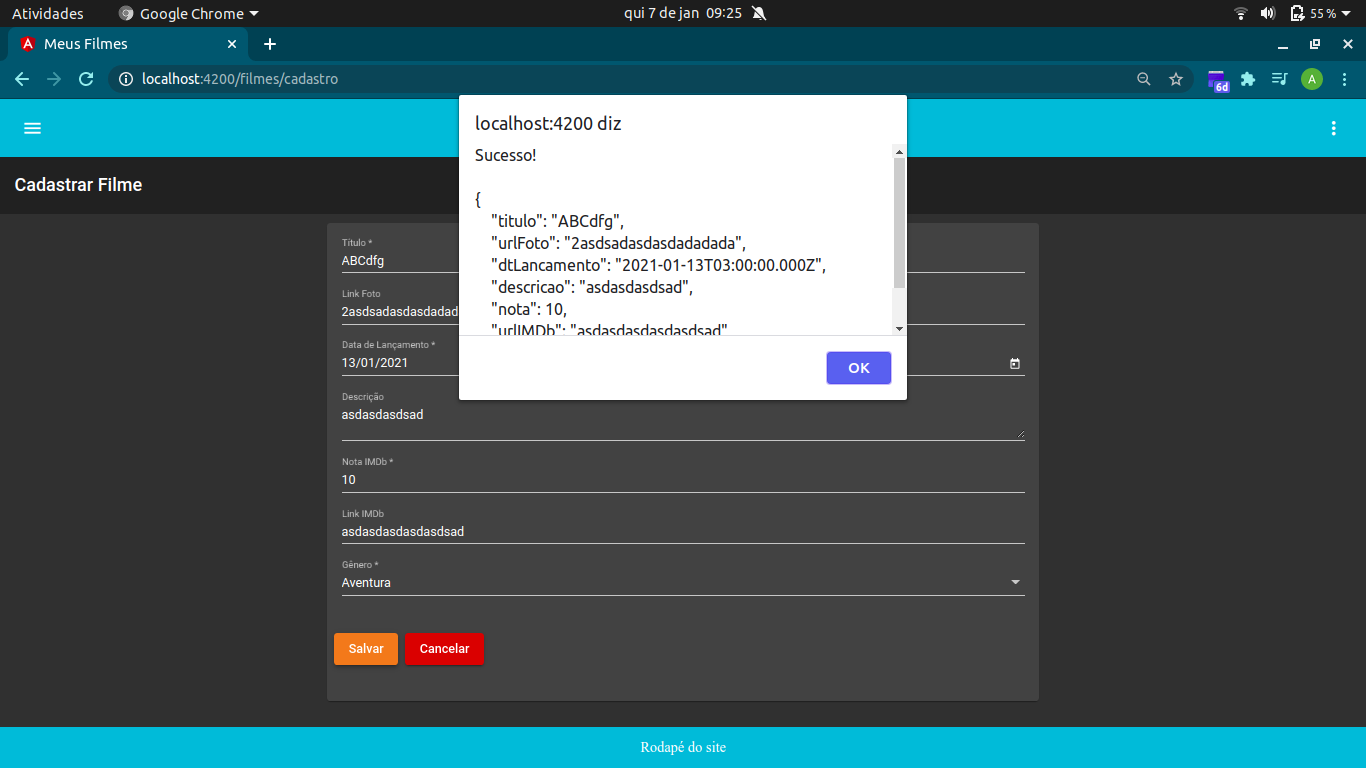 Atividades
Google Chrome
qui 7 de jan 09:25
55%
Meus Filmes
localhost:4200/filmes/cadastro
6d
A
localhost:4200 diz
Sucesso!
{
"titulo": "ABCdfg",
"urlFoto": "2asdsadasdasdadadada",
"dtLancamento": "2021-01-13T03:00:00.000Z",
"descricao": "asdasdasdsad",
"nota": 10,
"urlIMDb": "asdasdasdasdasdsad"
OK
Cadastrar Filme
Título *
ABCdfg
Link Foto
2asdsadasdasdadad
Data de Lançamento *
13/01/2021
Descrição
asdasdasdsad
Nota IMDb *
10
Link IMDb
asdasdasdasdasdsad
Gênero *
Aventura
Salvar
Cancelar
Rodapé do site